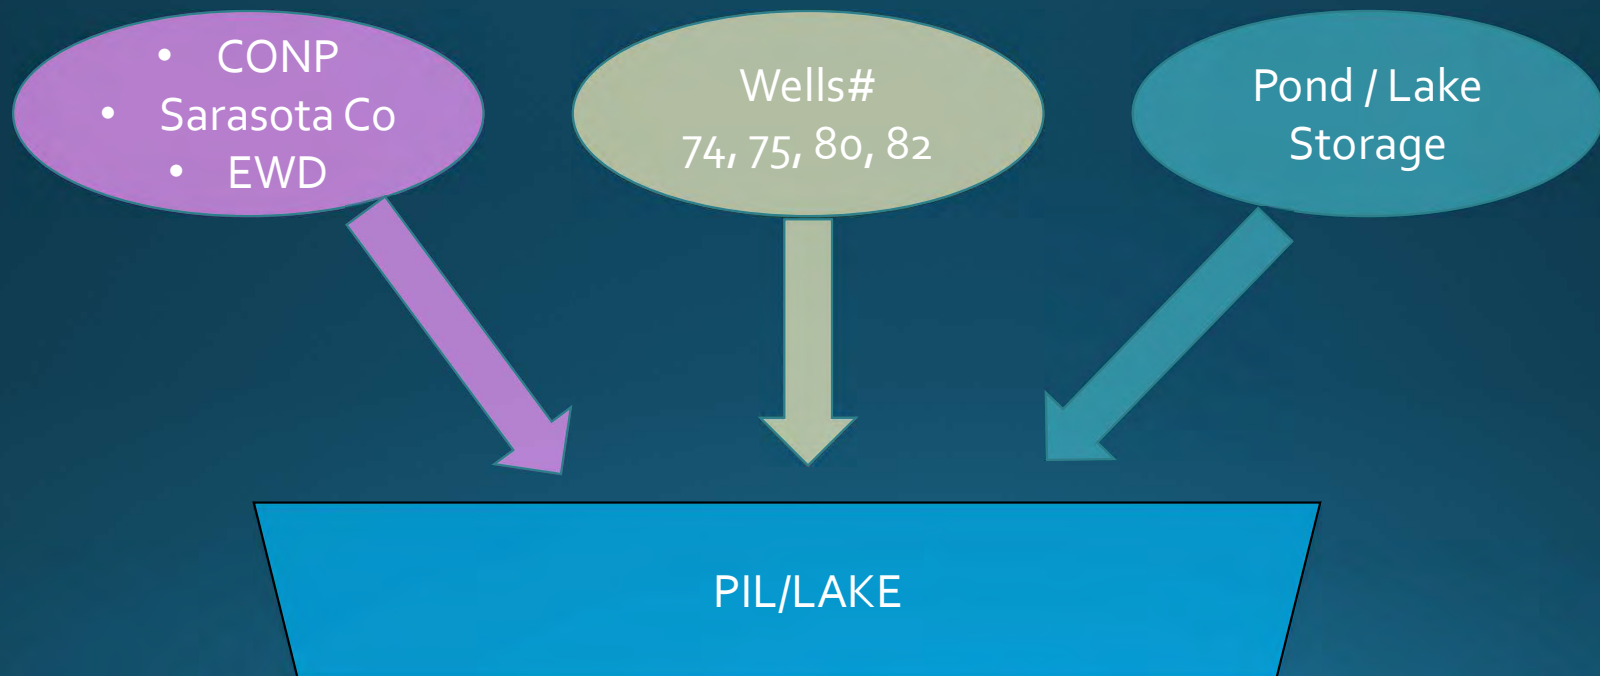 • CONP
• Sarasota Co
• EWD
Wells#
74, 75, 80, 82
Pond / Lake
Storage
PIL/LAKE